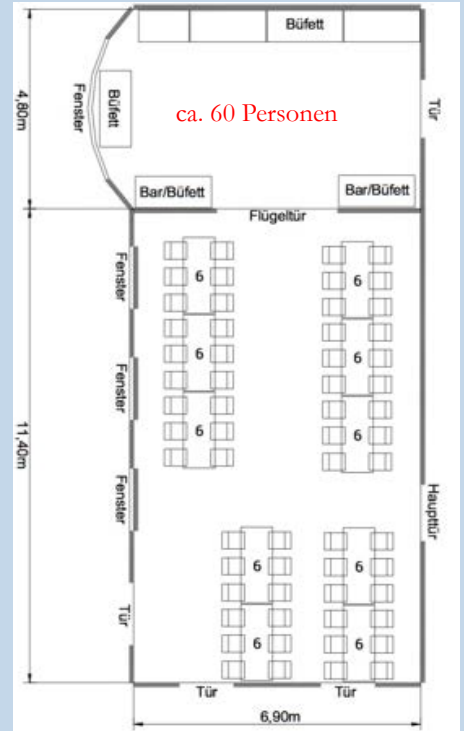 Büfett
4,80m
Fenster
Büfett
ca. 60 Personen
Tür
Bar/Büfett
Bar/Büfett
Flügeltür
Fenster
6
6
6
6
Fenster
6
6
11,40m
Fenster
Haupttür
6
6
Tür
6
6
Tür
Tür
6,90m